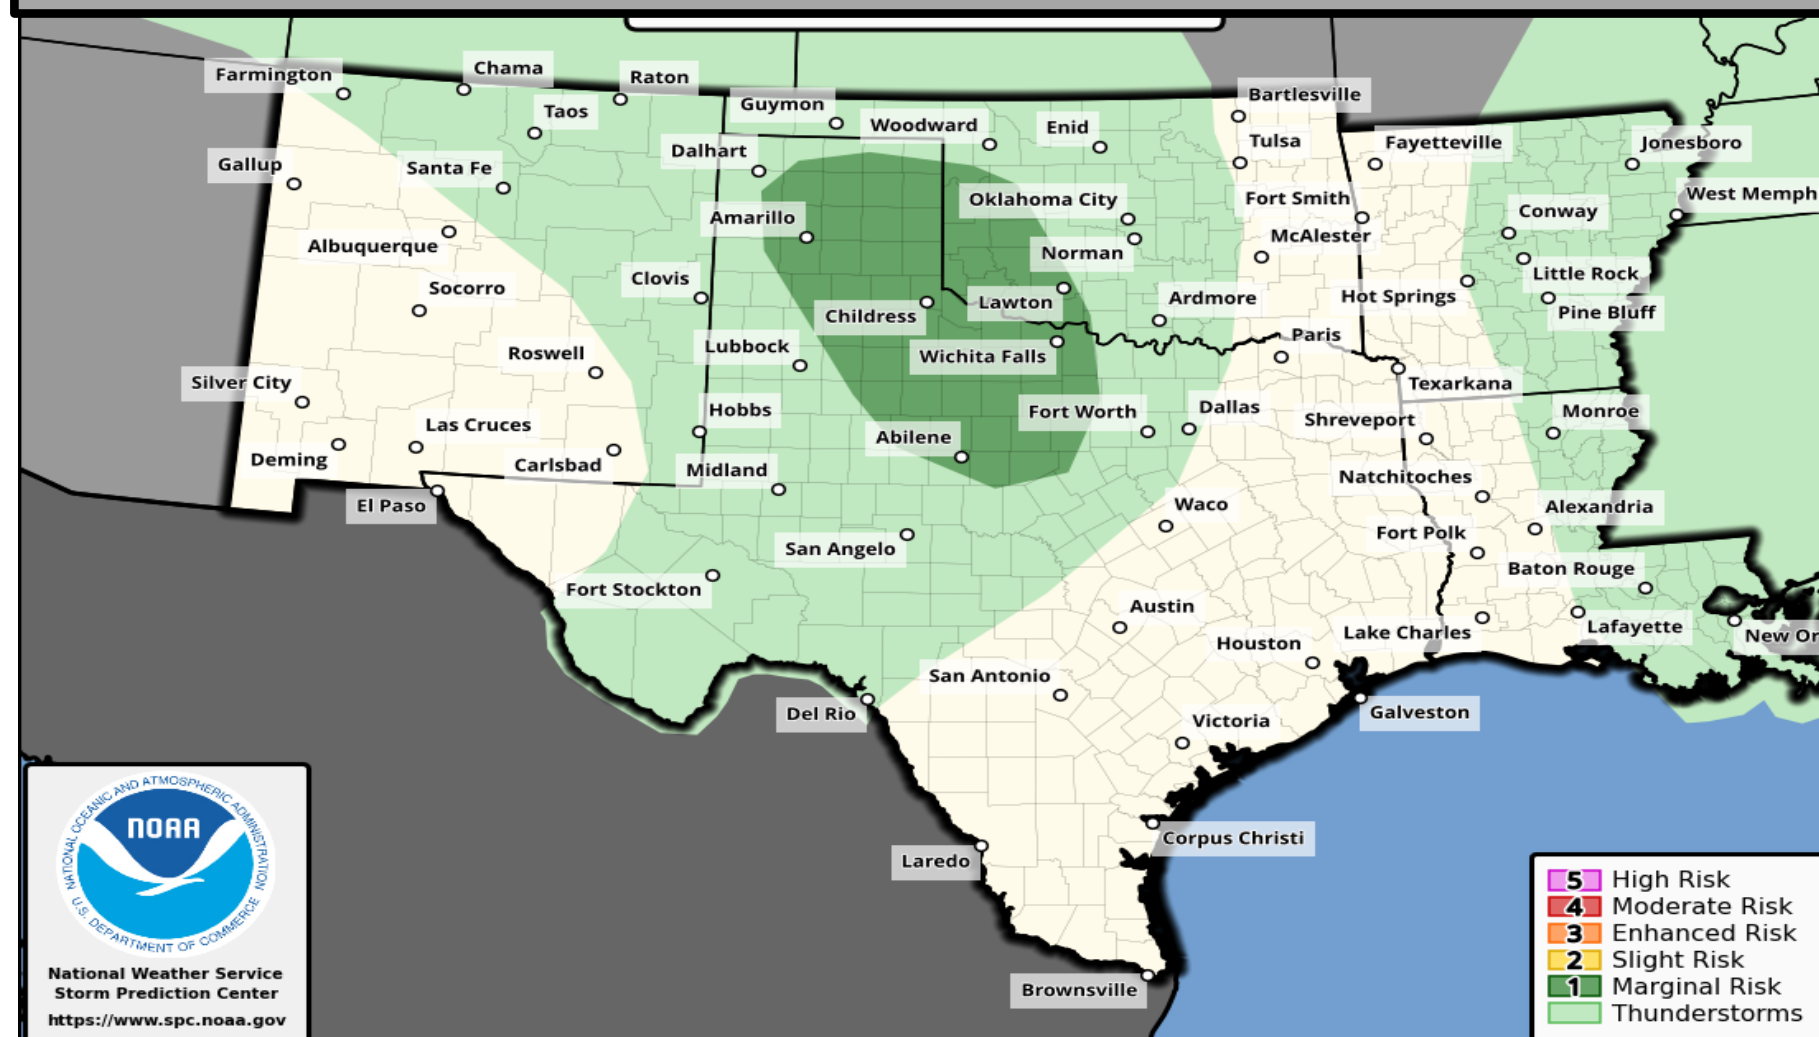 Farmington
Chama
Raton
Taos
Guymon
Woodward
Enid
Bartlesville
Tulsa
Fayetteville
Jonesboro
Gallup
Santa Fe
Dalhart
Amarillo
Oklahoma City
Fort Smith
Conway
West Memph
Albuquerque
Norman
McAlester
Little Rock
Socorro
Clovis
Childress
Lawton
Ardmore
Hot Springs
Pine Bluff
Roswell
Lubbock
Wichita Falls
Paris
Texarkana
Silver City
Hobbs
Fort Worth
Dallas
Shreveport
Monroe
Las Cruces
Abilene
Deming
Carlsbad
Midland
Natchitoches
El Paso
Waco
Alexandria
San Angelo
Fort Polk
Fort Stockton
Baton Rouge
Austin
Lake Charles
Lafayette
New Or
Houston
San Antonio
Del Rio
Victoria
Galveston
Corpus Christi
Laredo
Brownsville
NATIONAL OCEANIC AND ATMOSPHERIC ADMINISTRATION
NOAA
U.S. DEPARTMENT OF COMMERCE
National Weather Service
Storm Prediction Center
https://www.spc.noaa.gov
5 High Risk
4 Moderate Risk
3 Enhanced Risk
2 Slight Risk
1 Marginal Risk
Thunderstorms